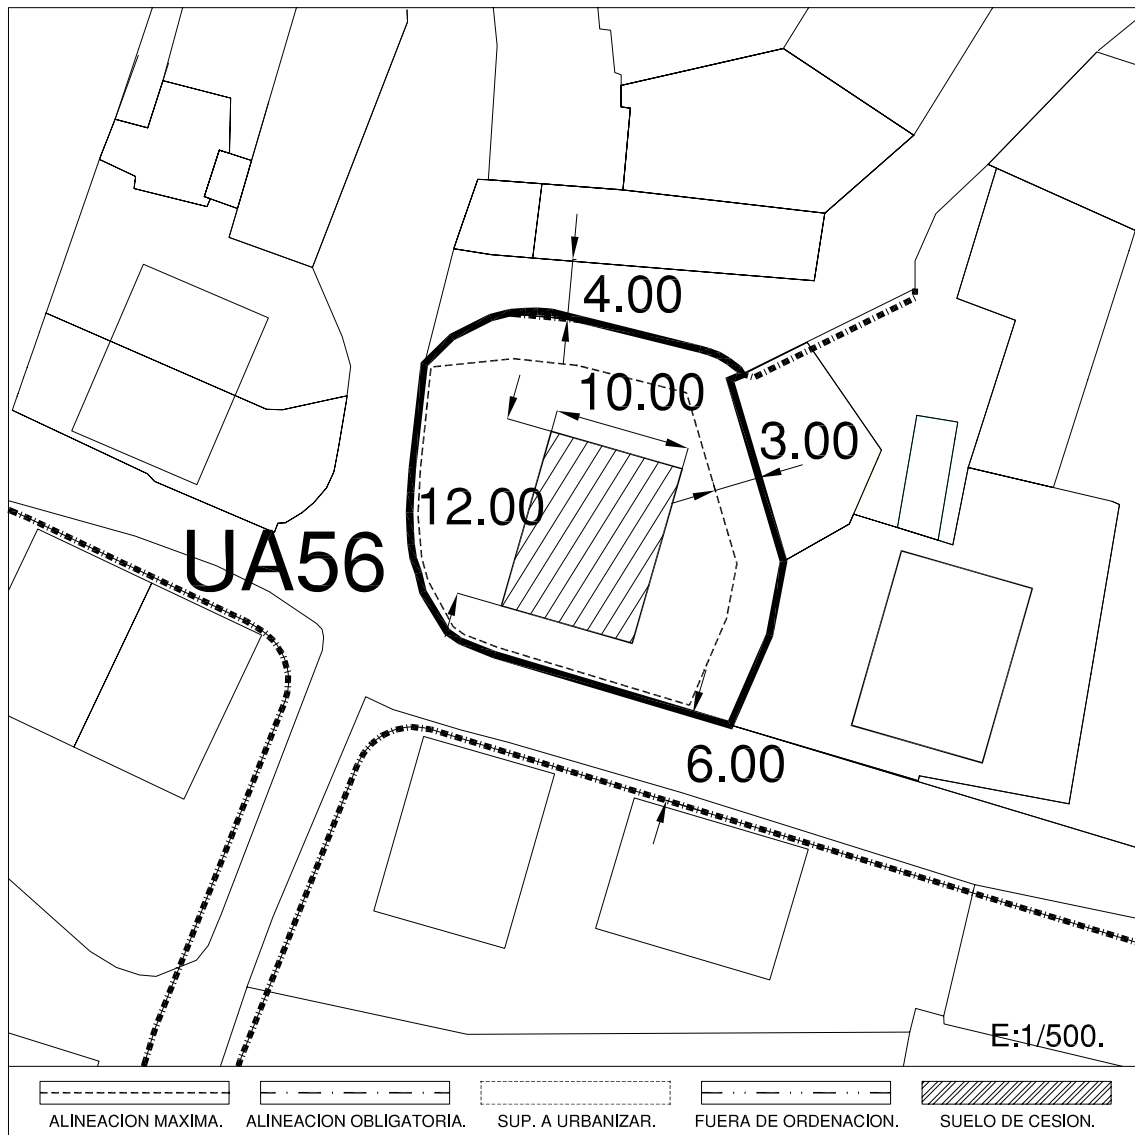 4.00
10.00
3.00
12.00
UA56
6.00
E:1/500.
ALINEACION MAXIMA.
ALINEACION OBLIGATORIA.
SUP. A URBANIZAR.
FUERA DE ORDENACION.
SUELO DE CESION.